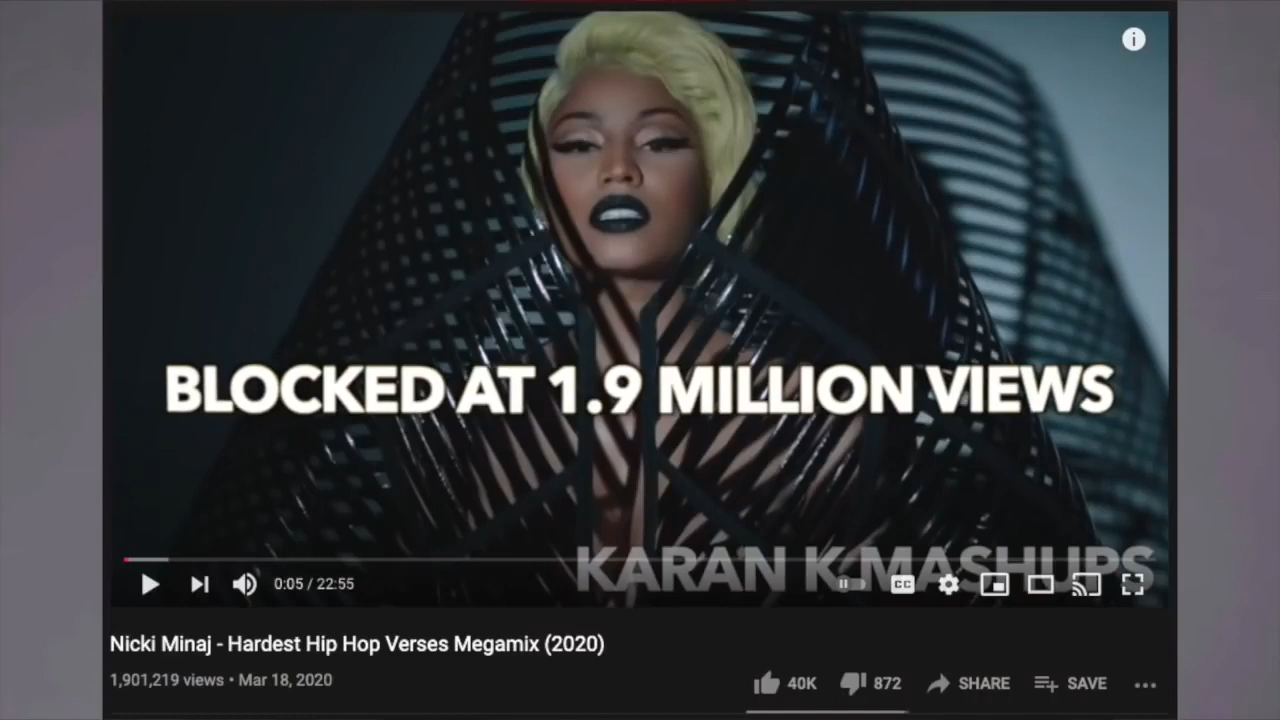 BLOCKED AT 1.9 MILLION VIEWS
KARAN K MASHUPS
0:05 / 22:55
CC
Nicki Minaj - Hardest Hip Hop Verses Megamix (2020)
1,901,219 views • Mar 18, 2020
40K
872
SHARE
SAVE